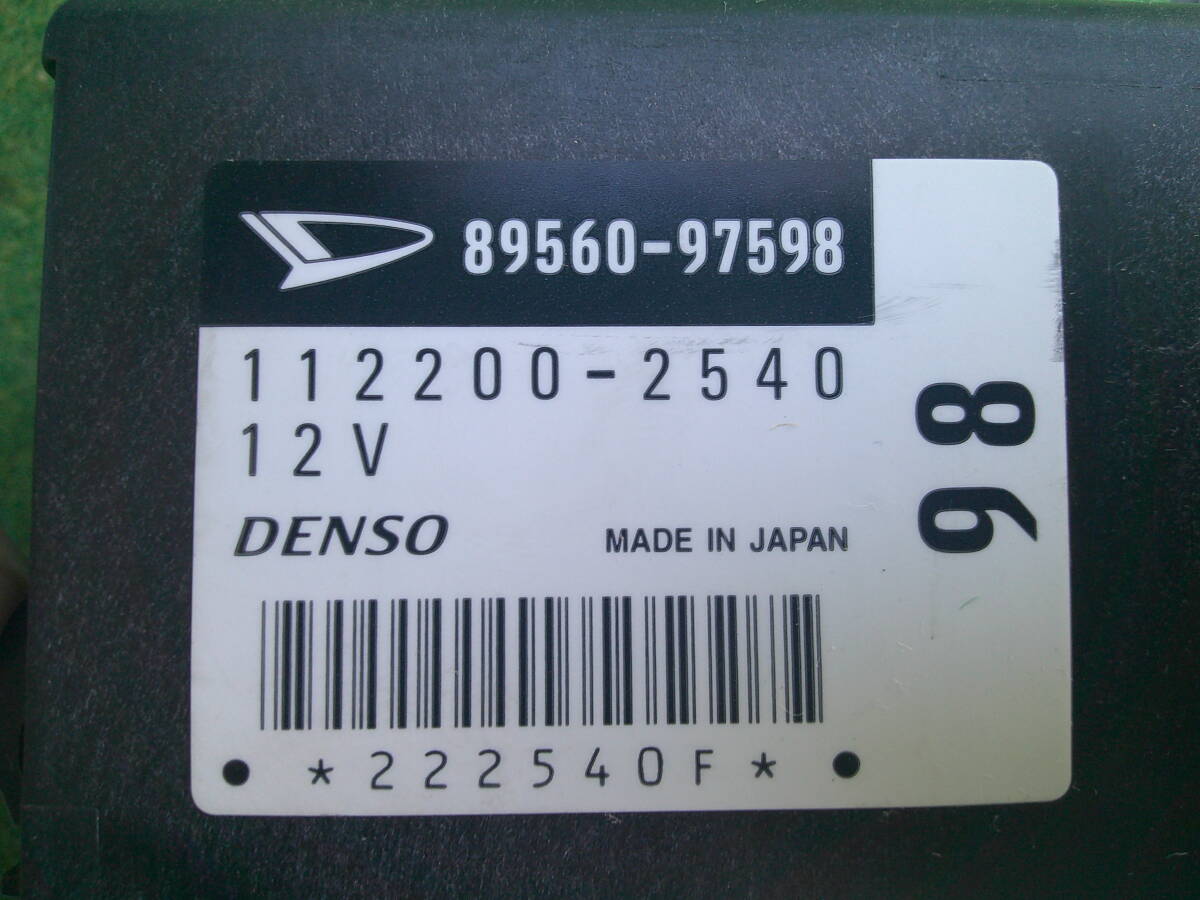 89560-97598
112200-2540
12V
DENSO MADE IN JAPAN
98
*222540F*